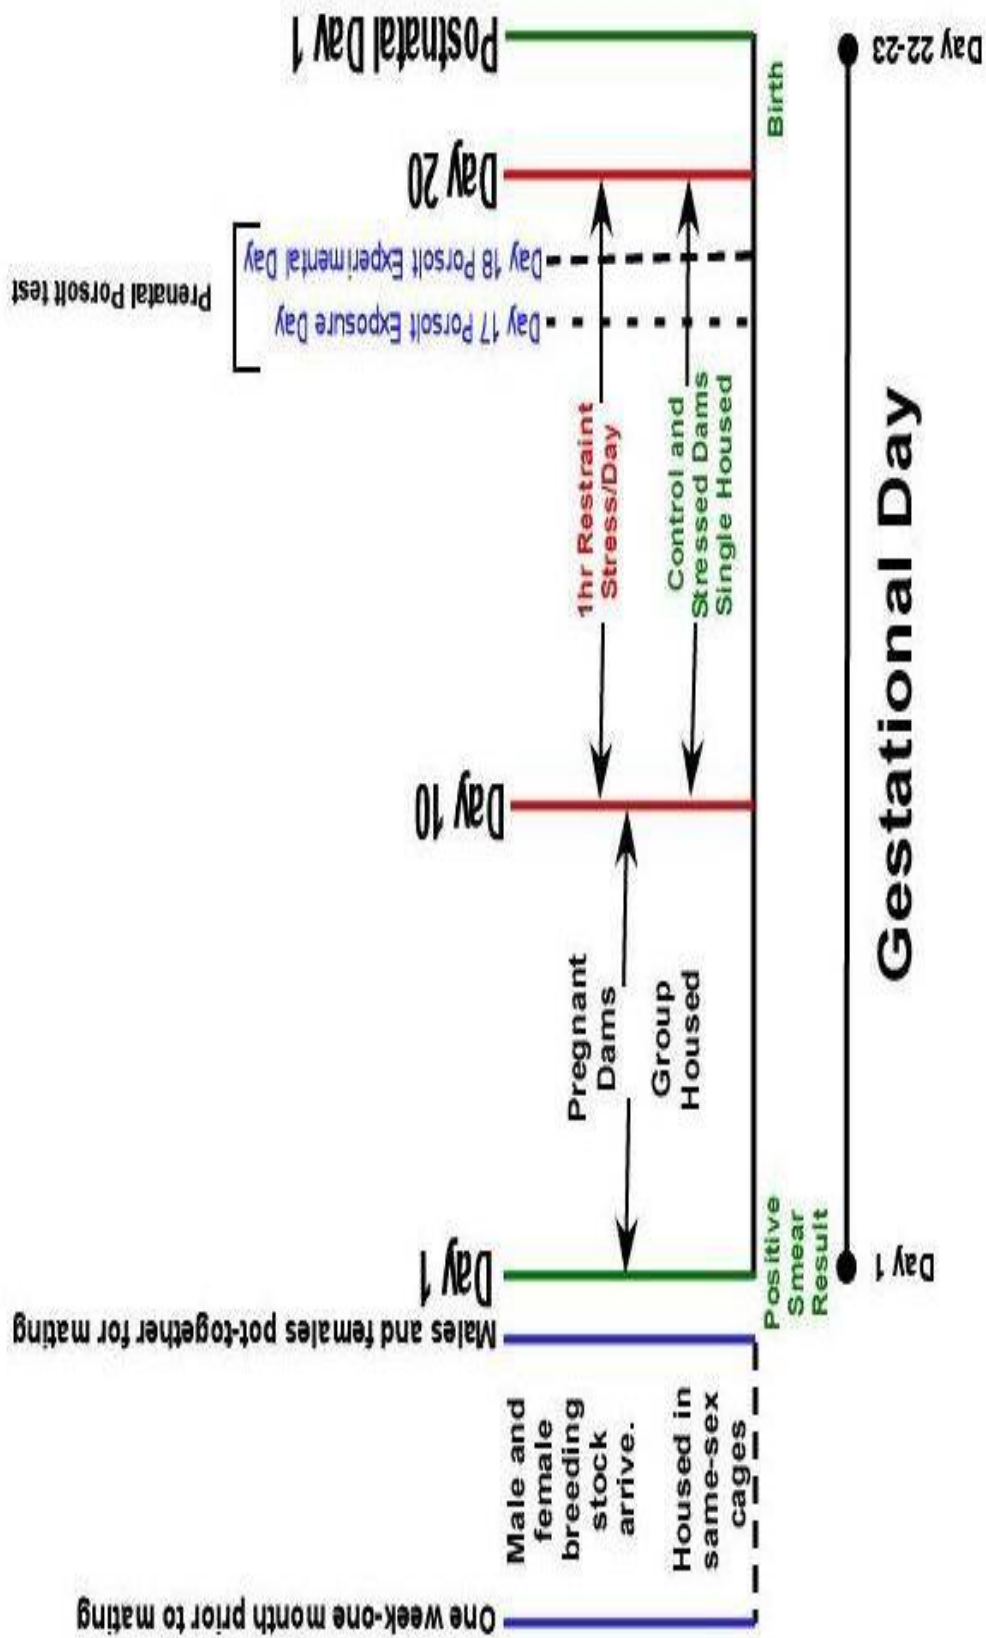 One week-one month prior to mating
Male and
female
breeding
stock
arrive.
Housed in
same-sex
cages
Males and females pot-together for mating
Day 1
Positive
Smear
Result
Pregnant
Dams
Group
Housed
Day 10
1hr Restraint
Stress/Day
Control and
Stressed Dams
Single Housed
Prenatal Porsolt test
Day 17 Porsolt Exposure Day
Day 18 Porsolt Experimental Day
Day 20
Birth
Postnatal Day 1
Day 1
Gestational Day
Day 22-23